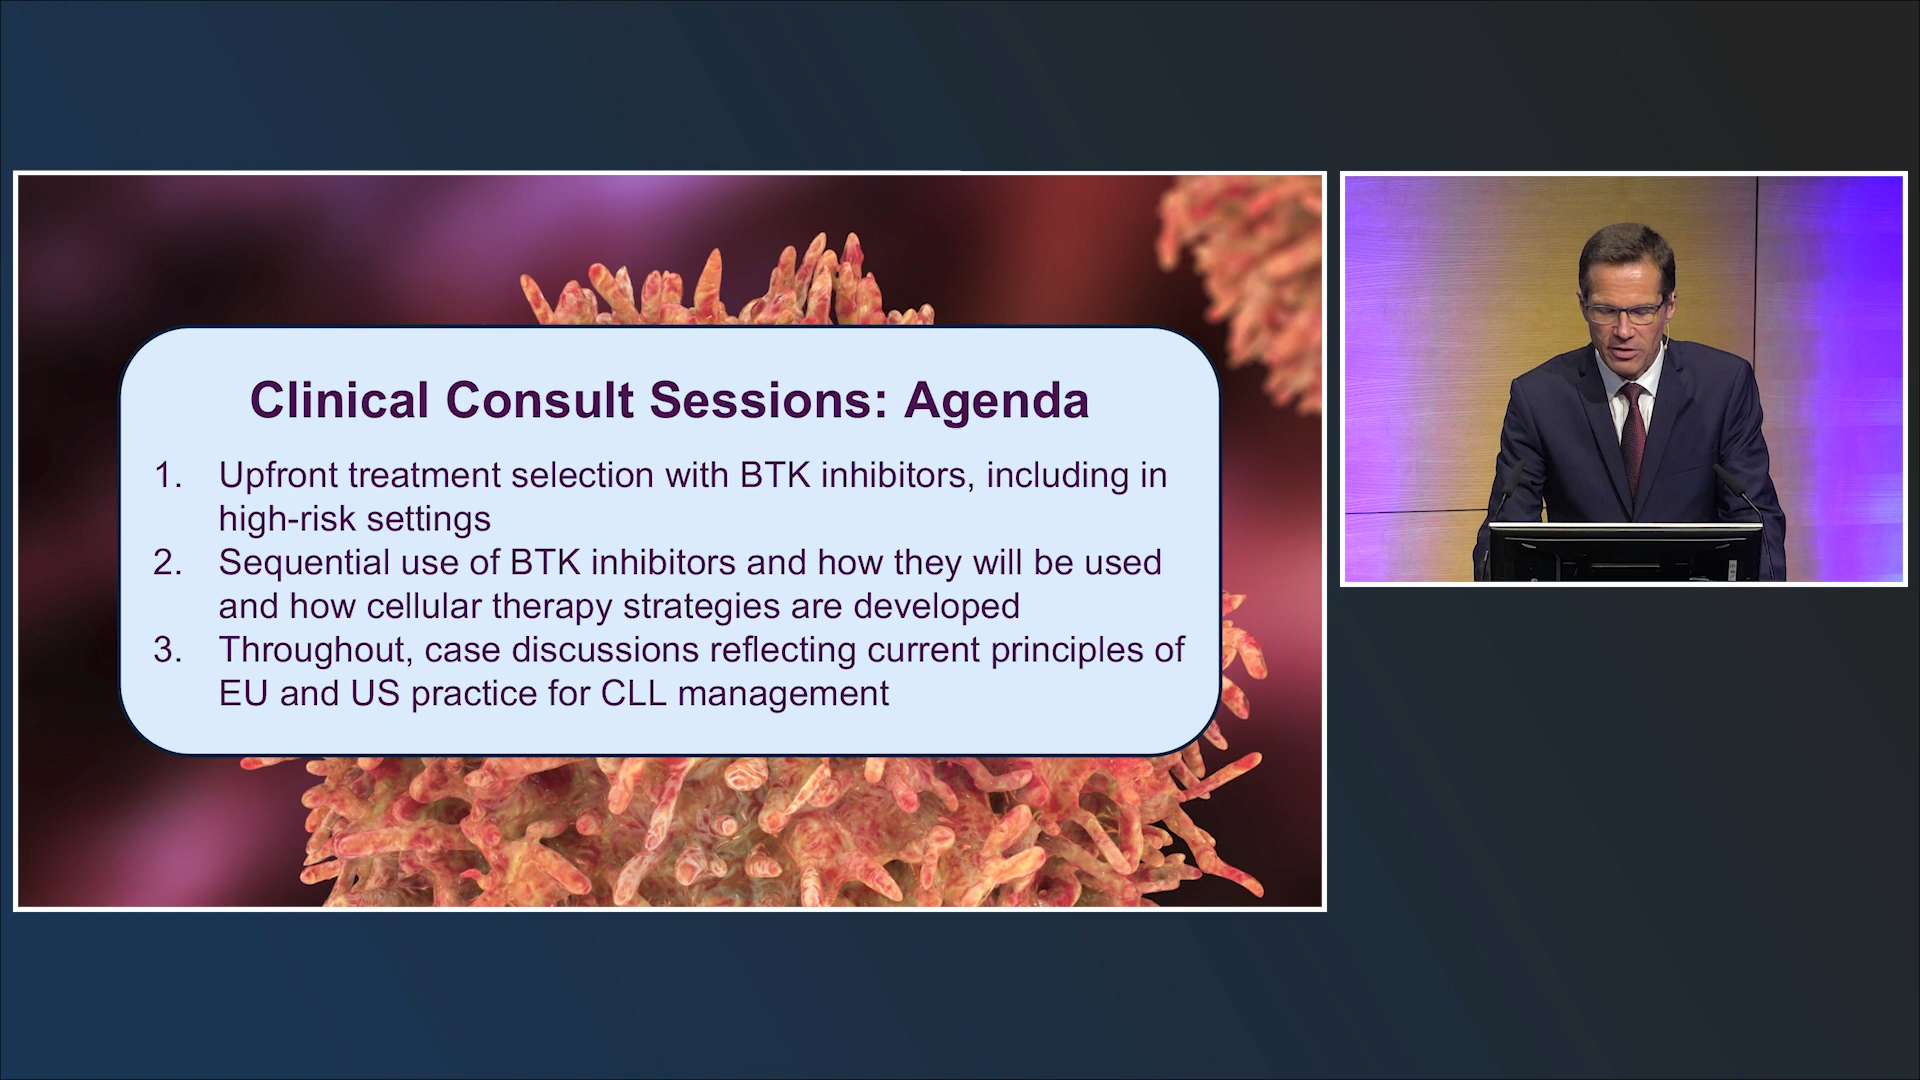 Clinical Consult Sessions: Agenda
1. Upfront treatment selection with BTK inhibitors, including in
high-risk settings
2. Sequential use of BTK inhibitors and how they will be used
and how cellular therapy strategies are developed
3. Throughout, case discussions reflecting current principles of
EU and US practice for CLL management